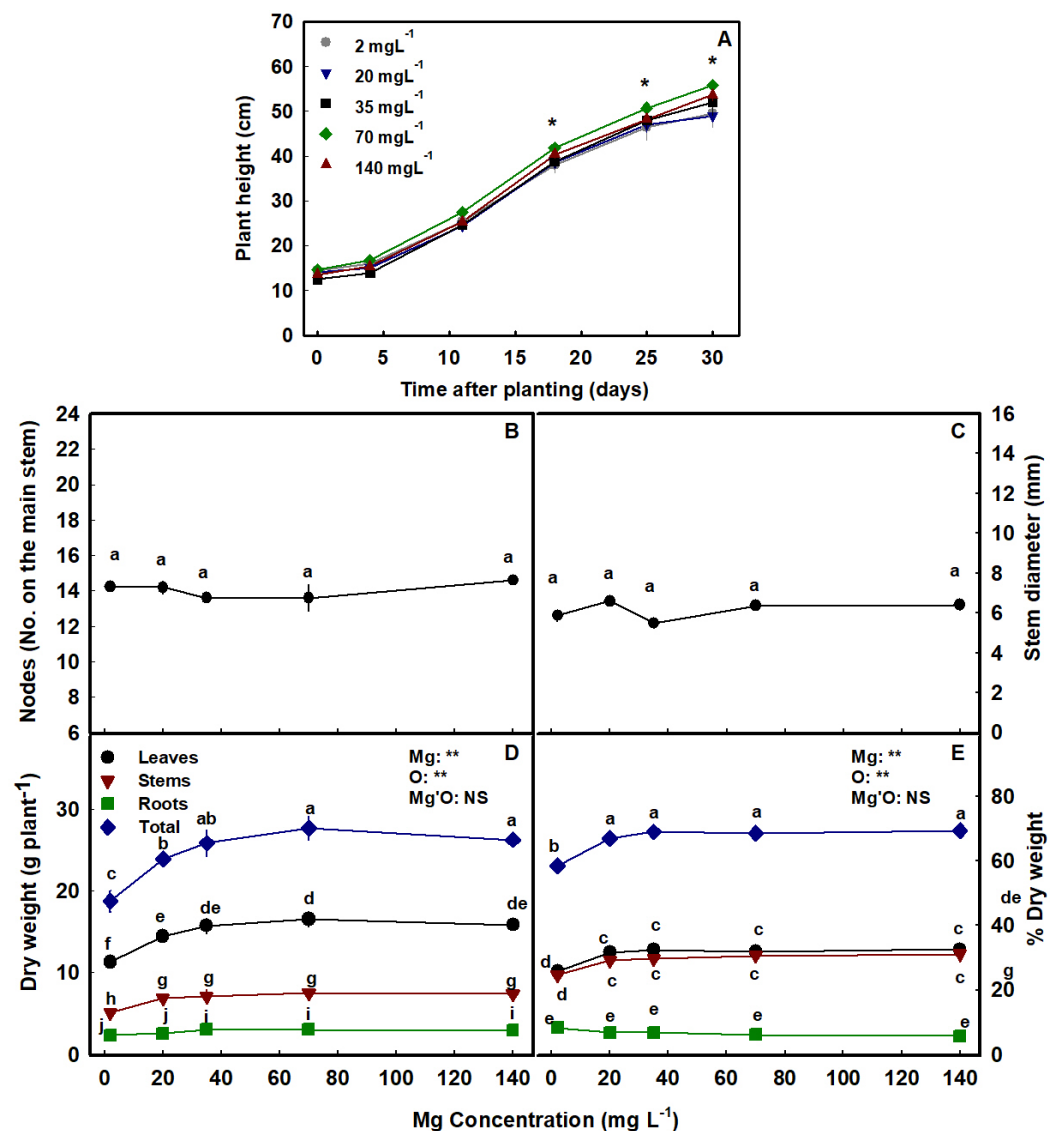 A
70
60
50
40
30
20
10
0
Plant height (cm)
2 mgL-1
20 mgL-1
35 mgL-1
70 mgL-1
140 mgL-1
* * *
0 5 10 15 20 25 30
Time after planting (days)
B
24
22
20
18
16
14
12
10
8
6
Nodes (No. on the main stem)
a a a a a
C
16
14
12
10
8
6
4
2
0
Stem diameter (mm)
a a a a a
D
Leaves
Stems
Roots
Total
Mg: **
O: **
Mg'O: NS
30
20
10
0
Dry weight (g plant-1)
c b ab a a
f e de d de
h g g g g
j j i i i
0 20 40 60 80 100 120 140
E
Mg: **
O: **
Mg'O: NS
80
60
40
20
0
% Dry weight
de
g
b a a a a
d c c c c
d c c c c
e e e e e
0 20 40 60 80 100 120 140
Mg Concentration (mg L-1)